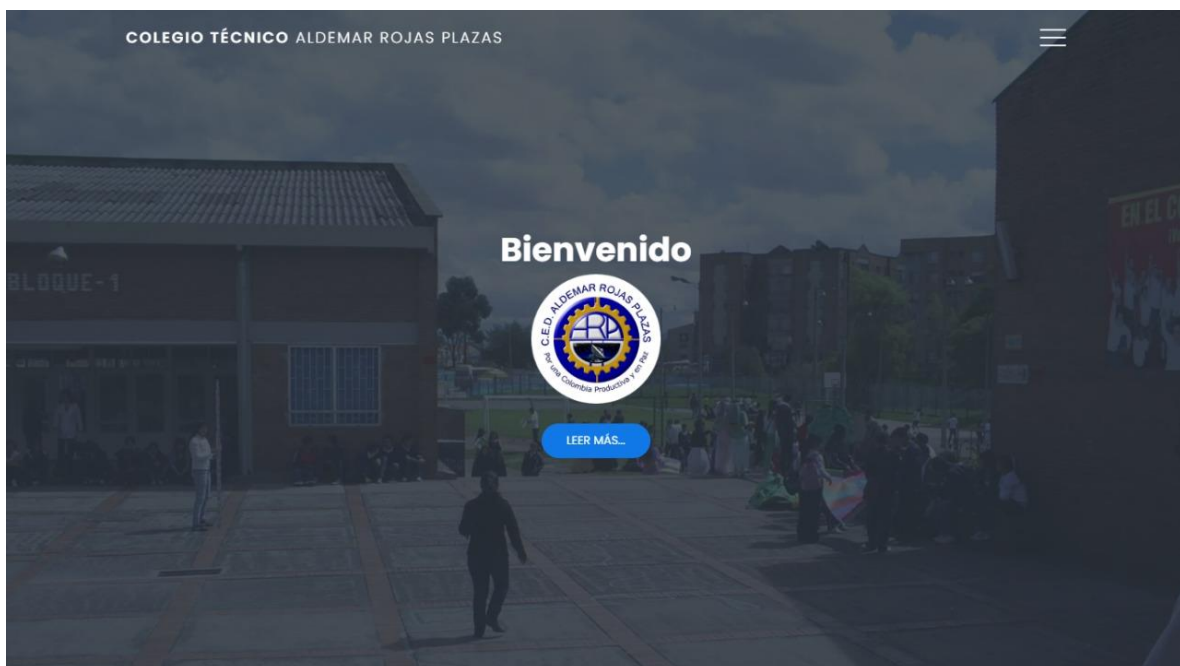 COLEGIO TÉCNICO ALDEMAR ROJAS PLAZAS
Bienvenido
C.E.D. ALDEMAR ROJAS PLAZAS
ARP
Por una Colombia Productiva y en Paz
LEER MÁS...
BLOQUE-1
EN EL